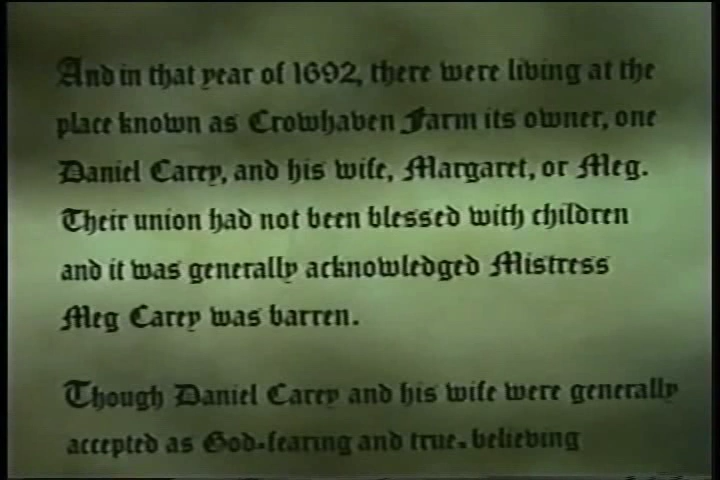 And in that year of 1692, there were living at the
place known as Crowhaven Farm its owner, one
Daniel Carey, and his wife, Margaret, or Meg.
Their union had not been blessed with children
and it was generally acknowledged Mistress
Meg Carey was barren.
Though Daniel Carey and his wife were generally
accepted as God-fearing and true-believing